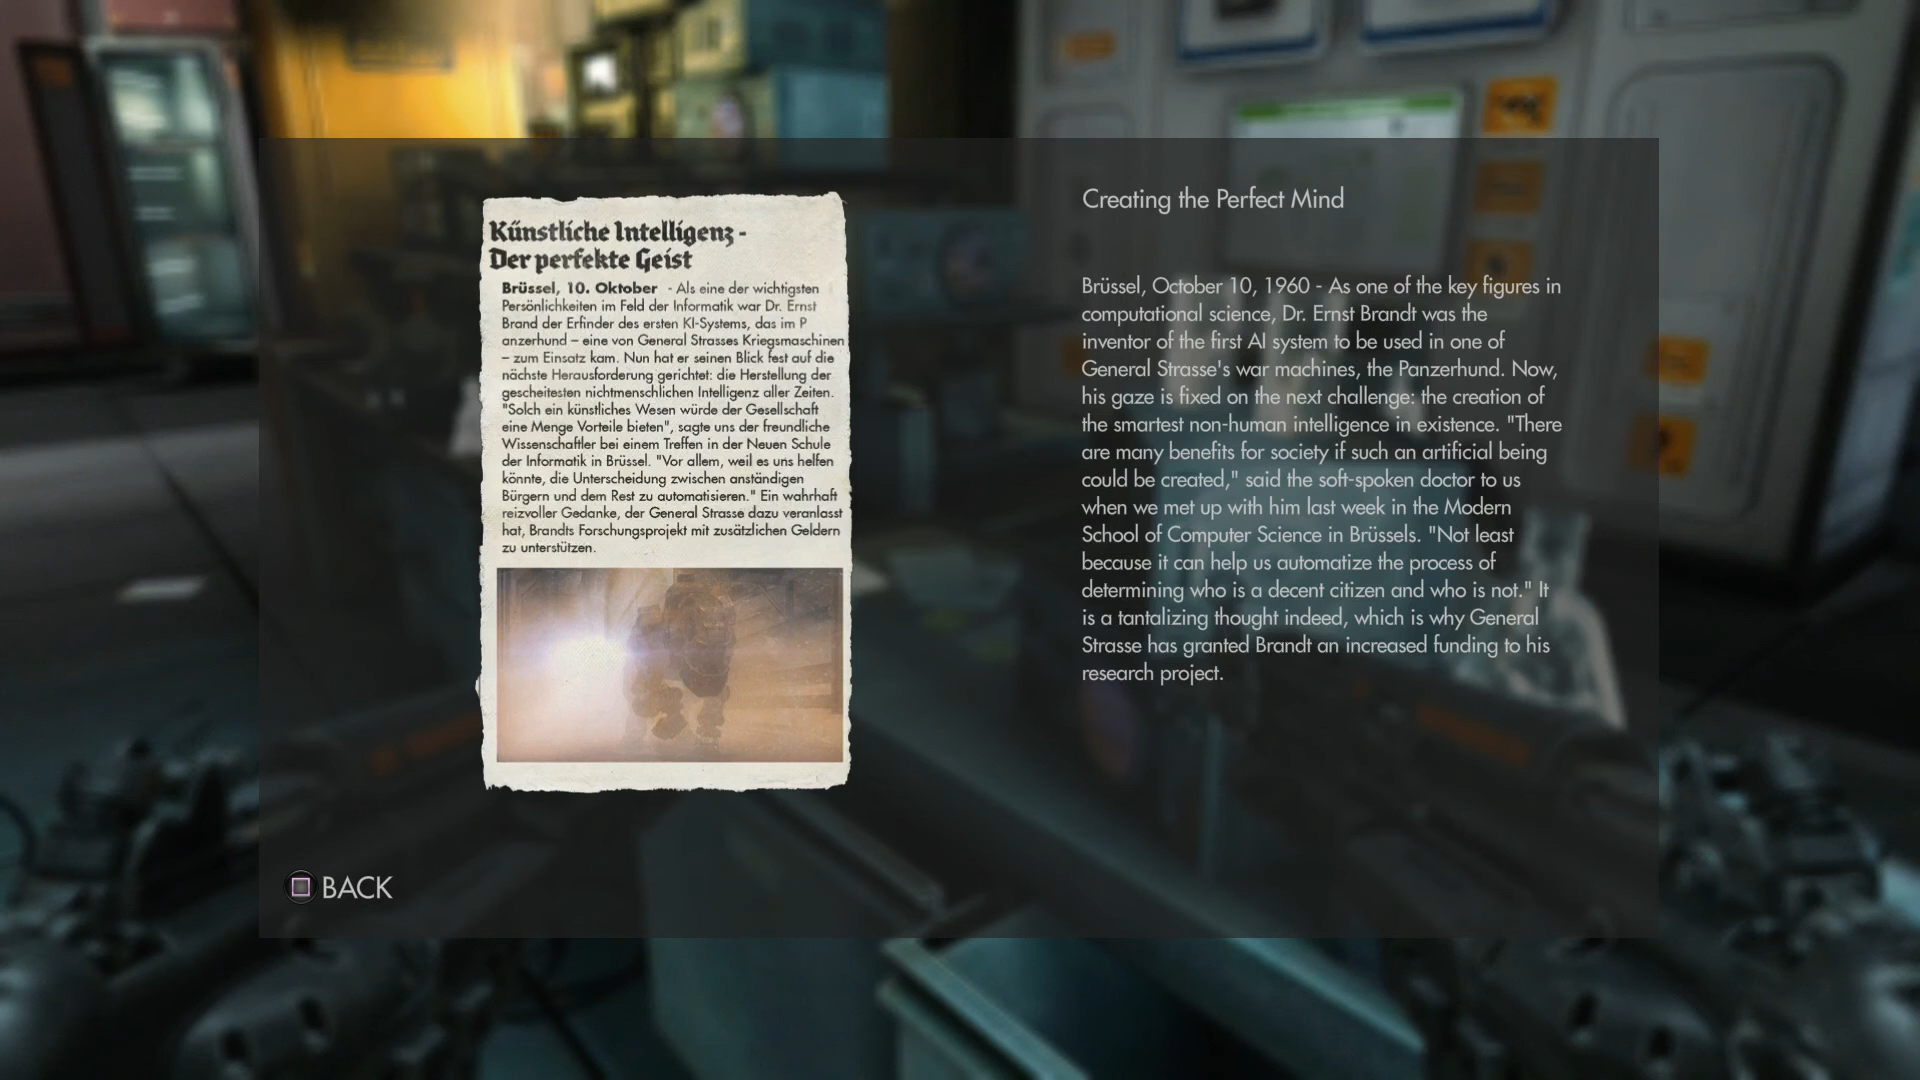 Künstliche Intelligenz -
Der perfekte Geist
Brüssel, 10. Oktober - Als eine der wichtigsten
Persönlichkeiten im Feld der Informatik war Dr. Ernst
Brand der Erfinder des ersten KI-Systems, das im P
anzerhund – eine von General Strasses Kriegsmaschinen
– zum Einsatz kam. Nun hat er seinen Blick fest auf die
nächste Herausforderung gerichtet: die Herstellung der
gescheitesten nichtmenschlichen Intelligenz aller Zeiten.
"Solch ein künstliches Wesen würde der Gesellschaft
eine Menge Vorteile bieten", sagte uns der freundliche
Wissenschaftler bei einem Treffen in der Neuen Schule
der Informatik in Brüssel. "Vor allem, weil es uns helfen
könnte, die Unterscheidung zwischen anständigen
Bürgern und dem Rest zu automatisieren." Ein wahrhaft
reizvoller Gedanke, der General Strasse dazu veranlasst
hat, Brandts Forschungsprojekt mit zusätzlichen Geldern
zu unterstützen.
Creating the Perfect Mind
Brüssel, October 10, 1960 - As one of the key figures in
computational science, Dr. Ernst Brandt was the
inventor of the first AI system to be used in one of
General Strasse's war machines, the Panzerhund. Now,
his gaze is fixed on the next challenge: the creation of
the smartest non-human intelligence in existence. "There
are many benefits for society if such an artificial being
could be created," said the soft-spoken doctor to us
when we met up with him last week in the Modern
School of Computer Science in Brüssels. "Not least
because it can help us automatize the process of
determining who is a decent citizen and who is not." It
is a tantalizing thought indeed, which is why General
Strasse has granted Brandt an increased funding to his
research project.
BACK